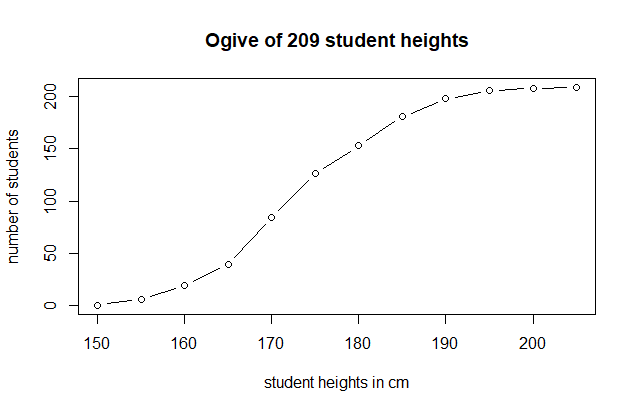 Ogive of 209 student heights
number of students
200
150
100
50
0
150 160 170 180 190 200
student heights in cm